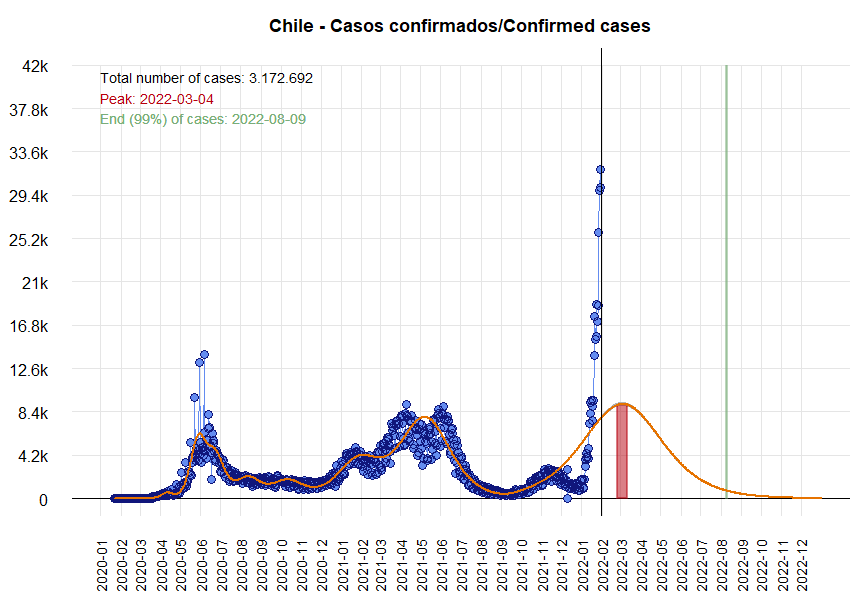 Chile - Casos confirmados/Confirmed cases
42k
37.8k
33.6k
29.4k
25.2k
21k
16.8k
12.6k
8.4k
4.2k
0
Total number of cases: 3.172.692
Peak: 2022-03-04
End (99%) of cases: 2022-08-09
2020-01
2020-02
2020-03
2020-04
2020-05
2020-06
2020-07
2020-08
2020-09
2020-10
2020-11
2020-12
2021-01
2021-02
2021-03
2021-04
2021-05
2021-06
2021-07
2021-08
2021-09
2021-10
2021-11
2021-12
2022-01
2022-02
2022-03
2022-04
2022-05
2022-06
2022-07
2022-08
2022-09
2022-10
2022-11
2022-12